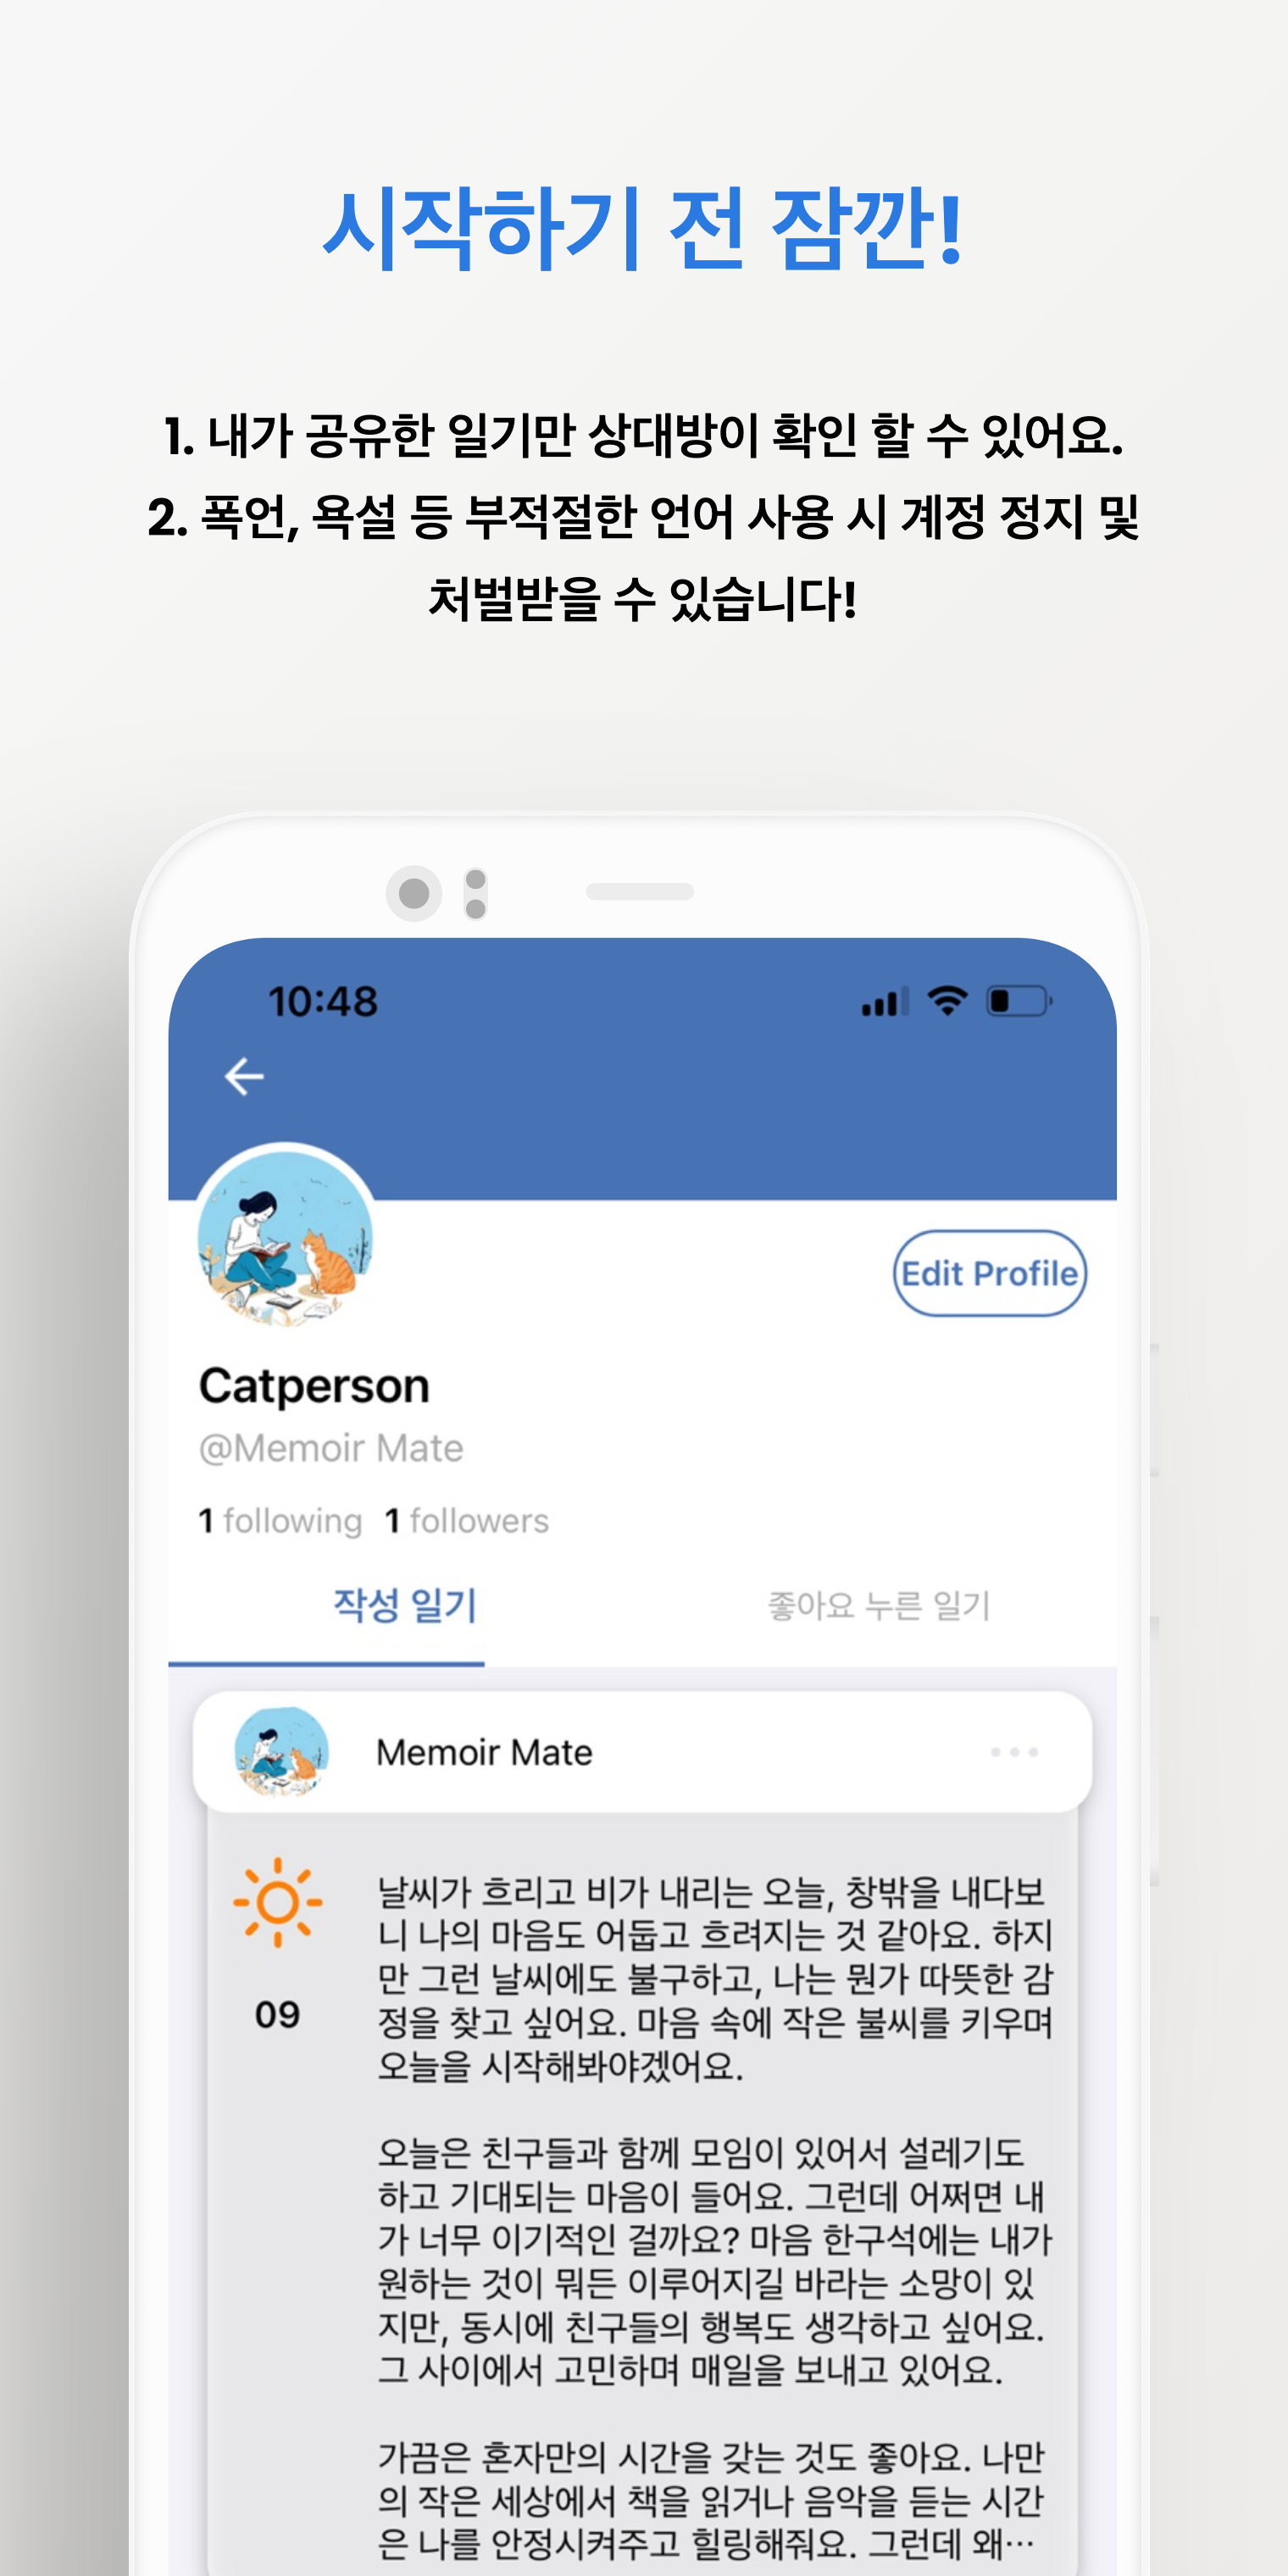 시작하기 전 잠깐!
1. 내가 공유한 일기만 상대방이 확인 할 수 있어요.
2. 폭언, 욕설 등 부적절한 언어 사용 시 계정 정지 및
처벌받을 수 있습니다!
10:48
Edit Profile
Catperson
@Memoir Mate
1 following 1 followers
작성 일기 좋아요 누른 일기
Memoir Mate
09
날씨가 흐리고 비가 내리는 오늘, 창밖을 내다보
니 나의 마음도 어둡고 흐려지는 것 같아요. 하지
만 그런 날씨에도 불구하고, 나는 뭔가 따뜻한 감
정을 찾고 싶어요. 마음 속에 작은 불씨를 키우며
오늘을 시작해봐야겠어요.
오늘은 친구들과 함께 모임이 있어서 설레기도
하고 기대되는 마음이 들어요. 그런데 어쩌면 내
가 너무 이기적인 걸까요? 마음 한구석에는 내가
원하는 것이 뭐든 이루어지길 바라는 소망이 있
지만, 동시에 친구들의 행복도 생각하고 싶어요.
그 사이에서 고민하며 매일을 보내고 있어요.
가끔은 혼자만의 시간을 갖는 것도 좋아요. 나만
의 작은 세상에서 책을 읽거나 음악을 듣는 시간
은 나를 안정시켜주고 힐링해줘요. 그런데 왜…